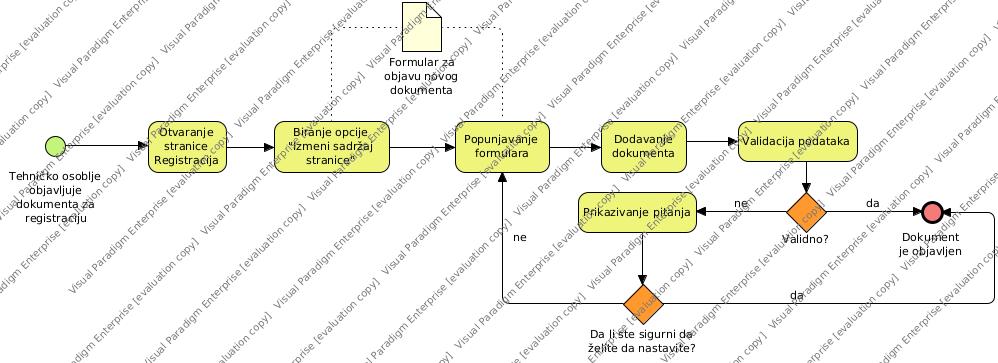 Formular za
objavu novog
dokumenta
Tehničko osoblje
objavljuje
dokumenta za
registraciju
Otvaranje
stranice
Registracija
Biranje opcije
"Izmeni sadržaj
stranice"
Popunjavanje
formulara
Dodavanje
dokumenta
Validacija podataka
Prikazivanje pitanja
ne
da
Validno?
Dokument
je objavljen
ne
da
Da li ste sigurni da
želite da nastavite?
Visual Paradigm Enterprise [evaluation copy]